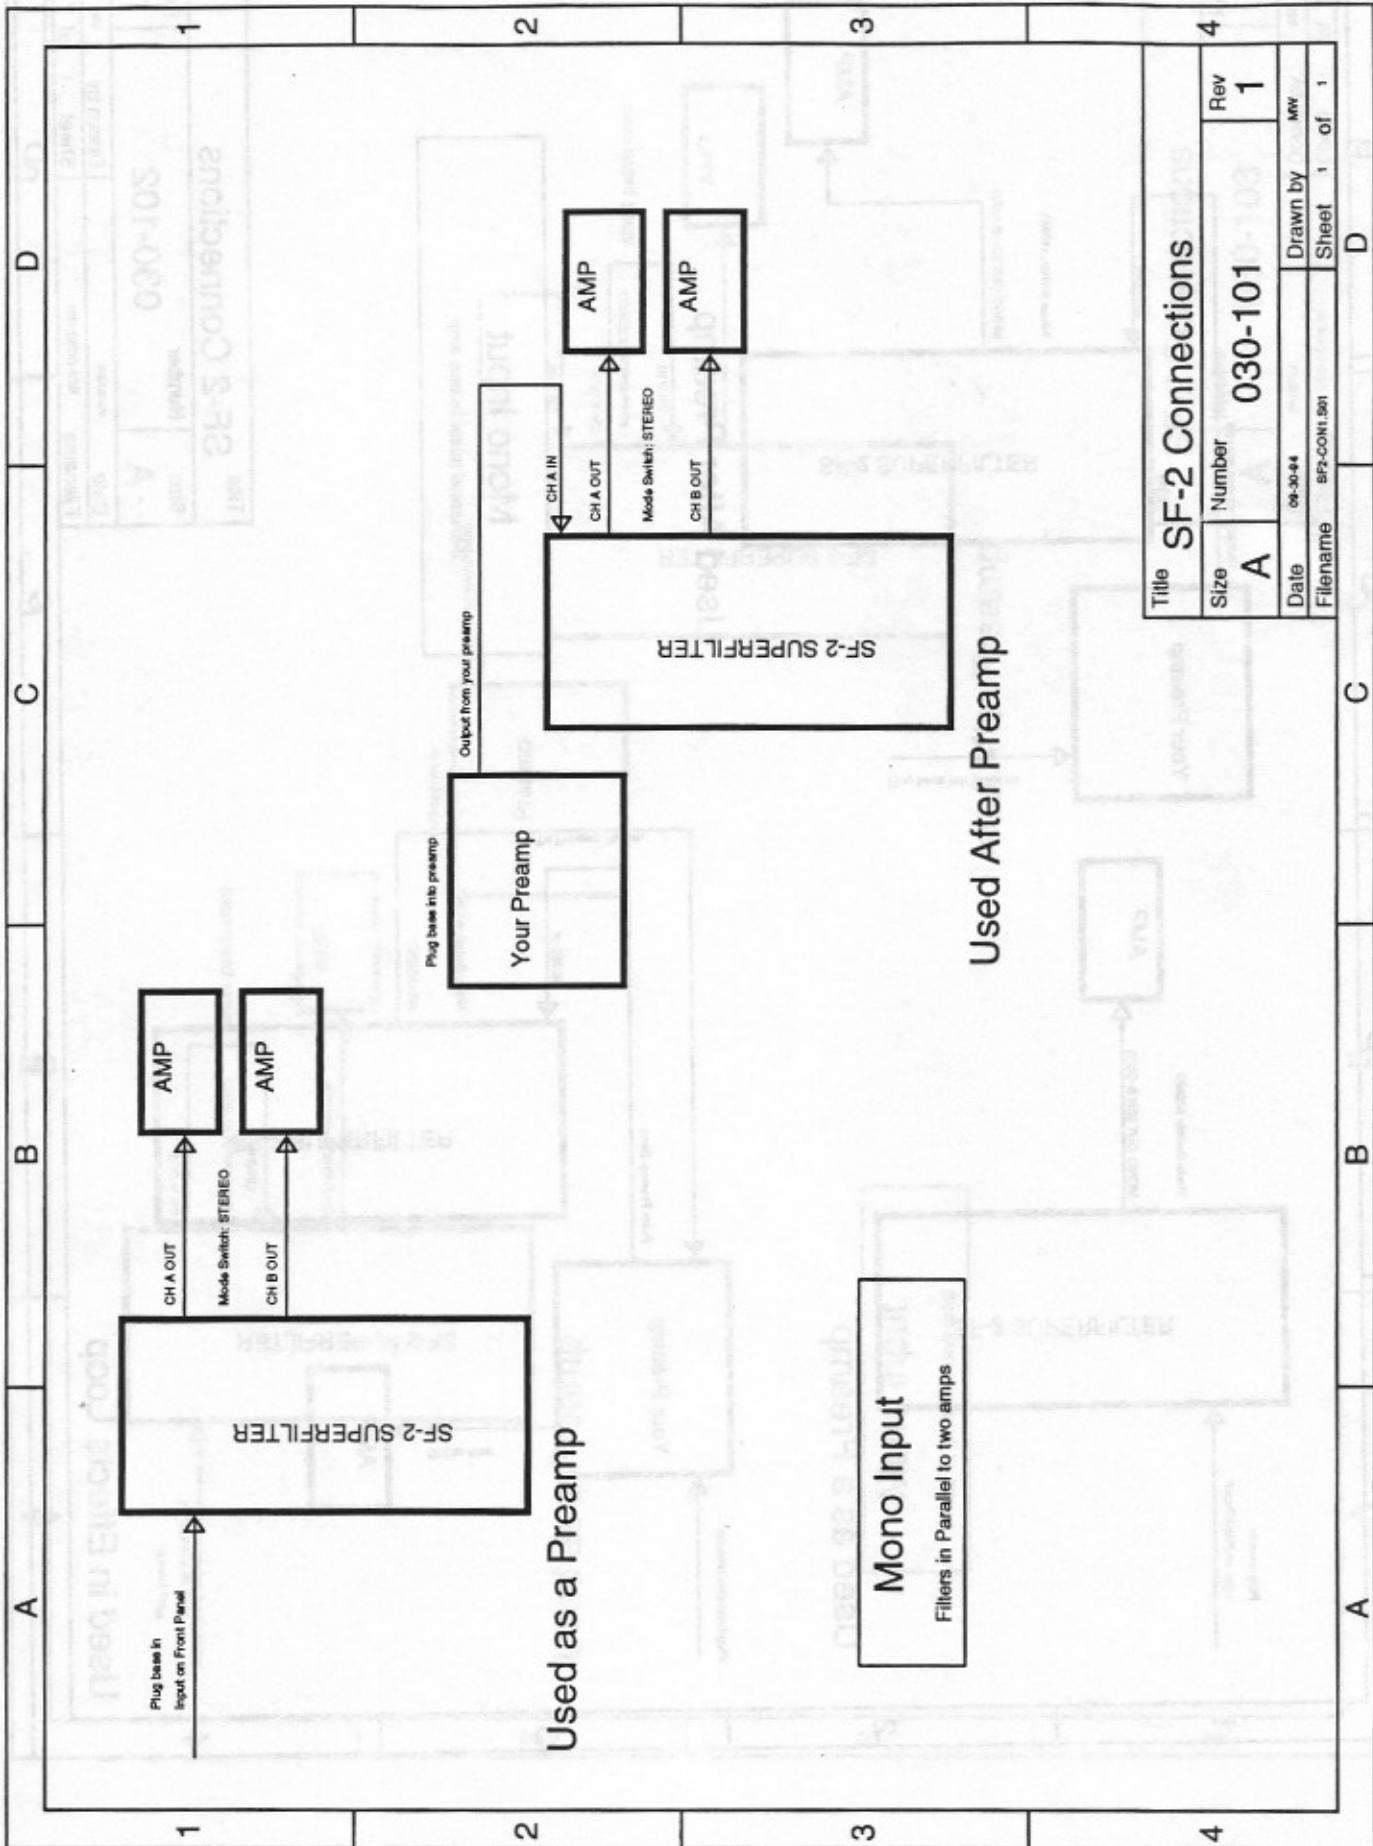 A
B
C
D
1
1
Plug bass in
Input on Front Panel
SF-2 SUPERFILTER
CH A OUT
Mode Switch: STEREO
CH B OUT
AMP
AMP
Used as a Preamp
2
2
Plug bass into preamp
Your Preamp
Output from your preamp
SF-2 SUPERFILTER
CH A IN
CH A OUT
Mode Switch: STEREO
CH B OUT
AMP
AMP
Used After Preamp
3
3
Mono Input
Filters in Parallel to two amps
4
4
Title SF-2 Connections
Size A Number 030-101 Rev 1
Date 09-30-94 Drawn by MW
Filename SF2-CON1.S01 Sheet 1 of 1
A
B
C
D